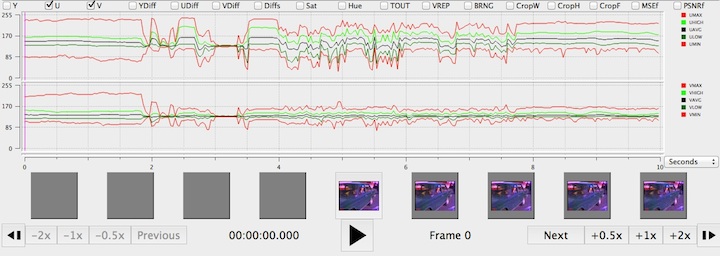 Y U V YDiff UDiff VDiff Diffs Sat Hue TOUT VREP BRNG CropW CropH CropF MSEf PSNRf
255
170
85
0
UMAX
UHIGH
UAVG
ULOW
UMIN
255
170
85
0
VMAX
VHIGH
VAVG
VLOW
VMIN
0 2 4 6 8 10
Seconds
-2x -1x -0.5x Previous 00:00:00.000 Frame 0 Next +0.5x +1x +2x